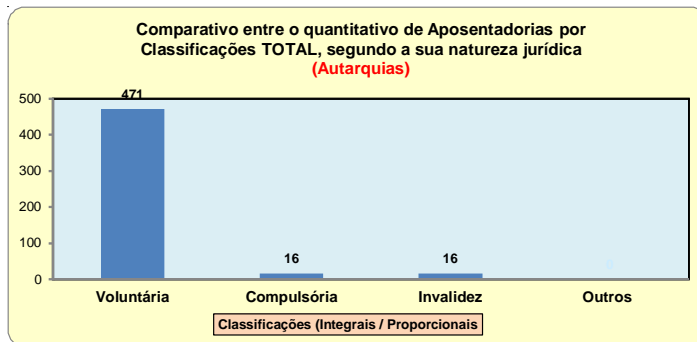 Comparativo entre o quantitativo de Aposentadorias por
Classificações TOTAL, segundo a sua natureza jurídica
(Autarquias)
500
400
300
200
100
0
471
16
16
0
Voluntária
Compulsória
Invalidez
Outros
Classificações (Integrais / Proporcionais